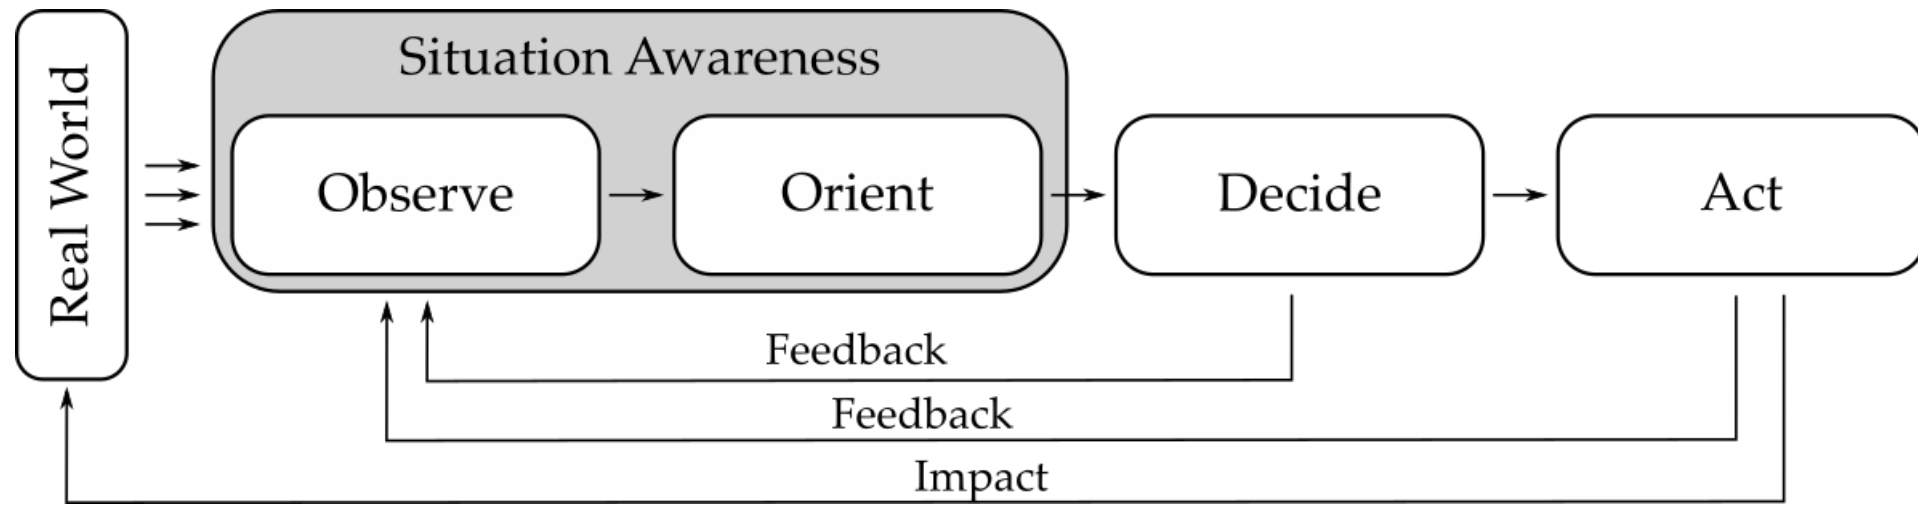 Real World
Situation Awareness
Observe
Orient
Decide
Act
Feedback
Feedback
Impact